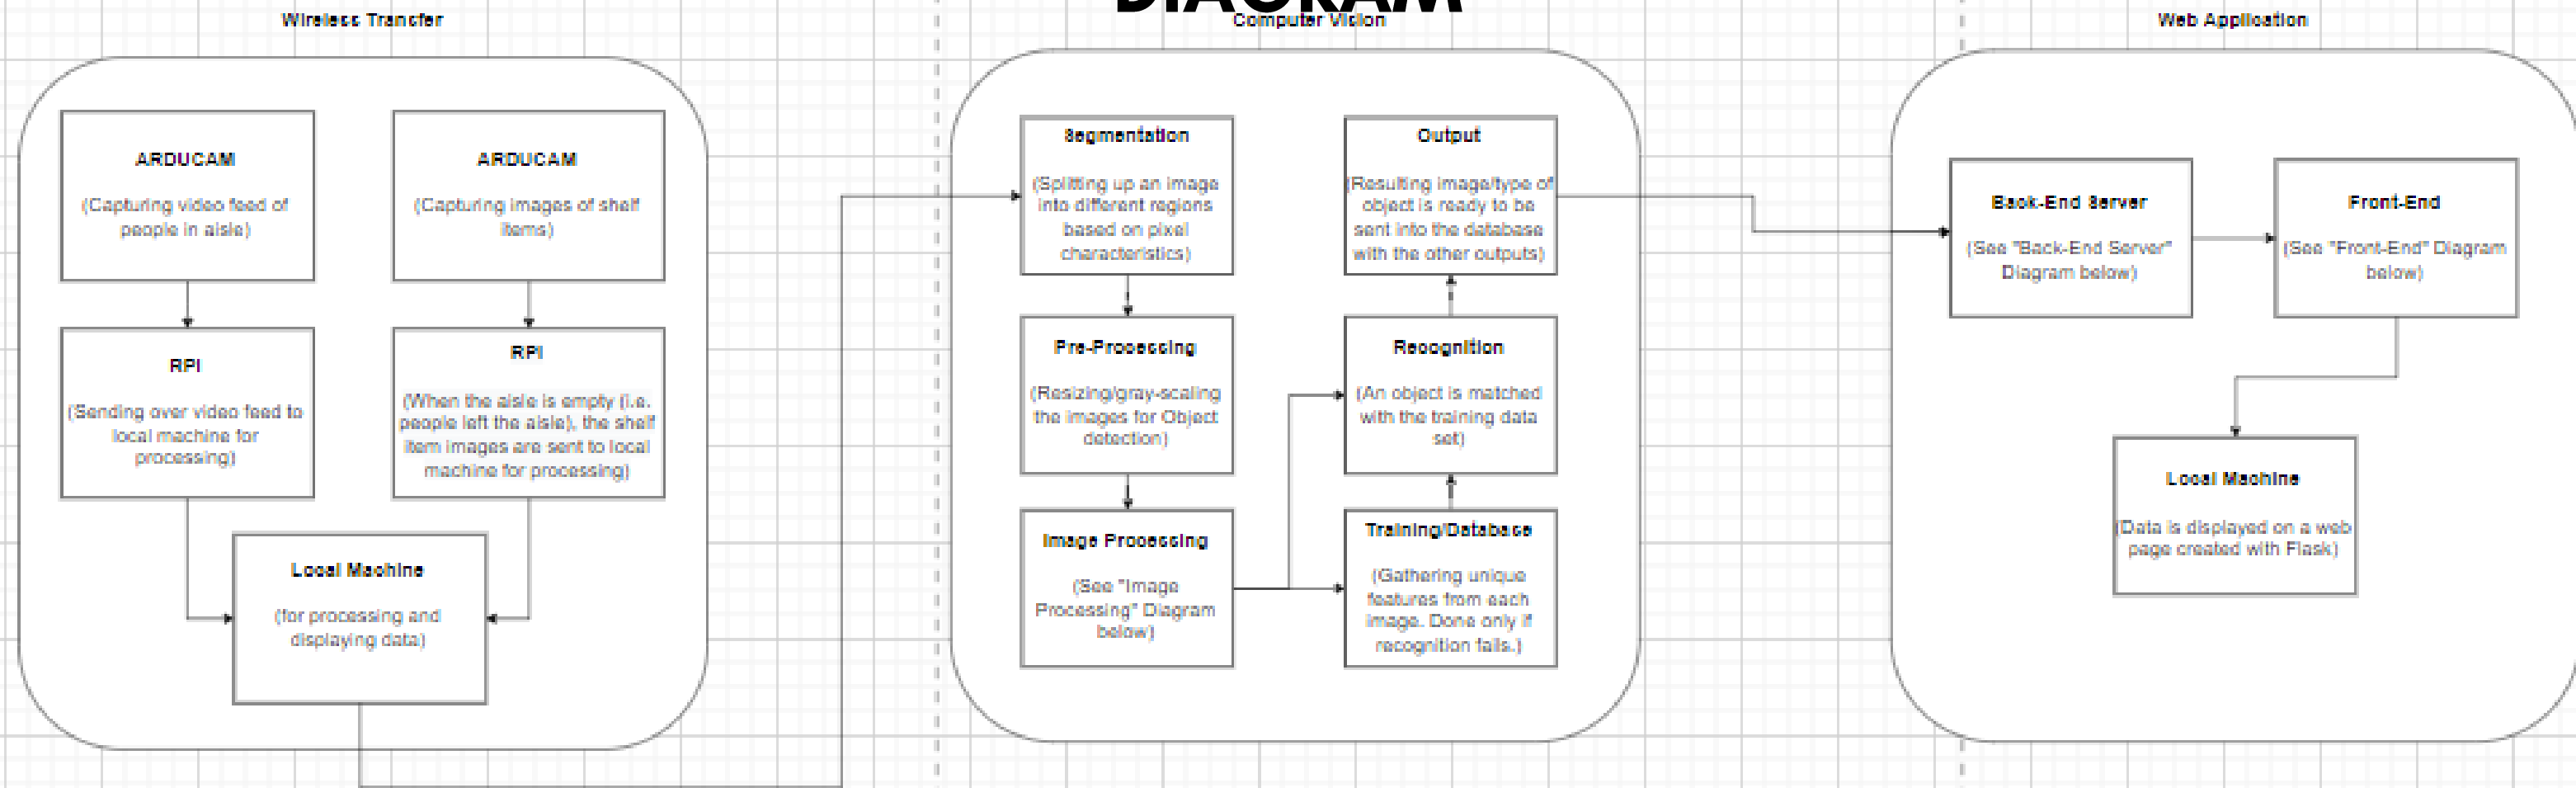 DIAGRAM
Wireless Transfer
ARDUCAM
(Capturing video feed of
people in aisle)
ARDUCAM
(Capturing images of shelf
items)
RPI
(Sending over video feed to
local machine for
processing)
RPI
(When the aisle is empty (i.e.
people left the aisle), the shelf
item images are sent to local
machine for processing)
Local Machine
(for processing and
displaying data)
Computer Vision
Segmentation
(Splitting up an image
into different regions
based on pixel
characteristics)
Pre-Processing
(Resizing/gray-scaling
the images for Object
detection)
Image Processing
(See "Image
Processing" Diagram
below)
Output
(Resulting image/type of
object is ready to be
sent into the database
with the other outputs)
Recognition
(An object is matched
with the training data
set)
Training/Database
(Gathering unique
features from each
image. Done only if
recognition fails.)
Web Application
Back-End Server
(See "Back-End Server"
Diagram below)
Front-End
(See "Front-End" Diagram
below)
Local Machine
(Data is displayed on a web
page created with Flask)